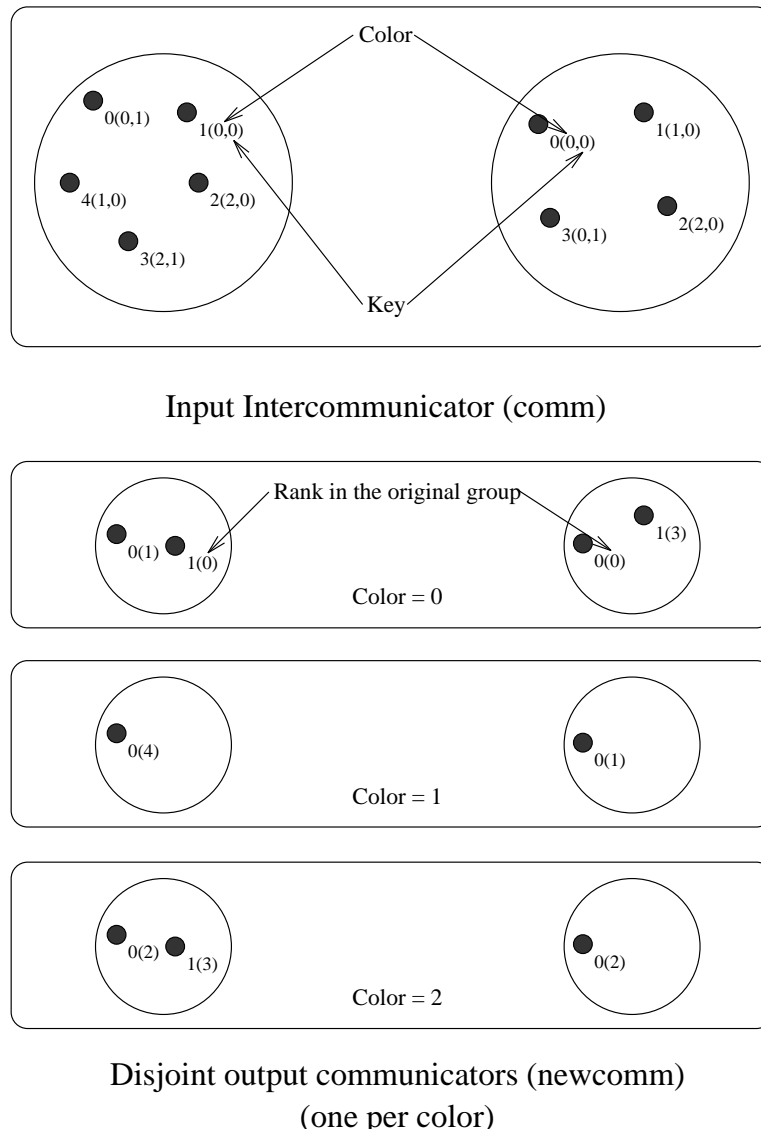 Color
0(0,1)
1(0,0)
0(0,0)
1(1,0)
4(1,0)
2(2,0)
3(2,1)
3(0,1)
2(2,0)
Key
Input Intercommunicator (comm)
Rank in the original group
0(1)
1(0)
0(0)
1(3)
Color = 0
0(4)
0(1)
Color = 1
0(2)
1(3)
0(2)
Color = 2
Disjoint output communicators (newcomm)
(one per color)